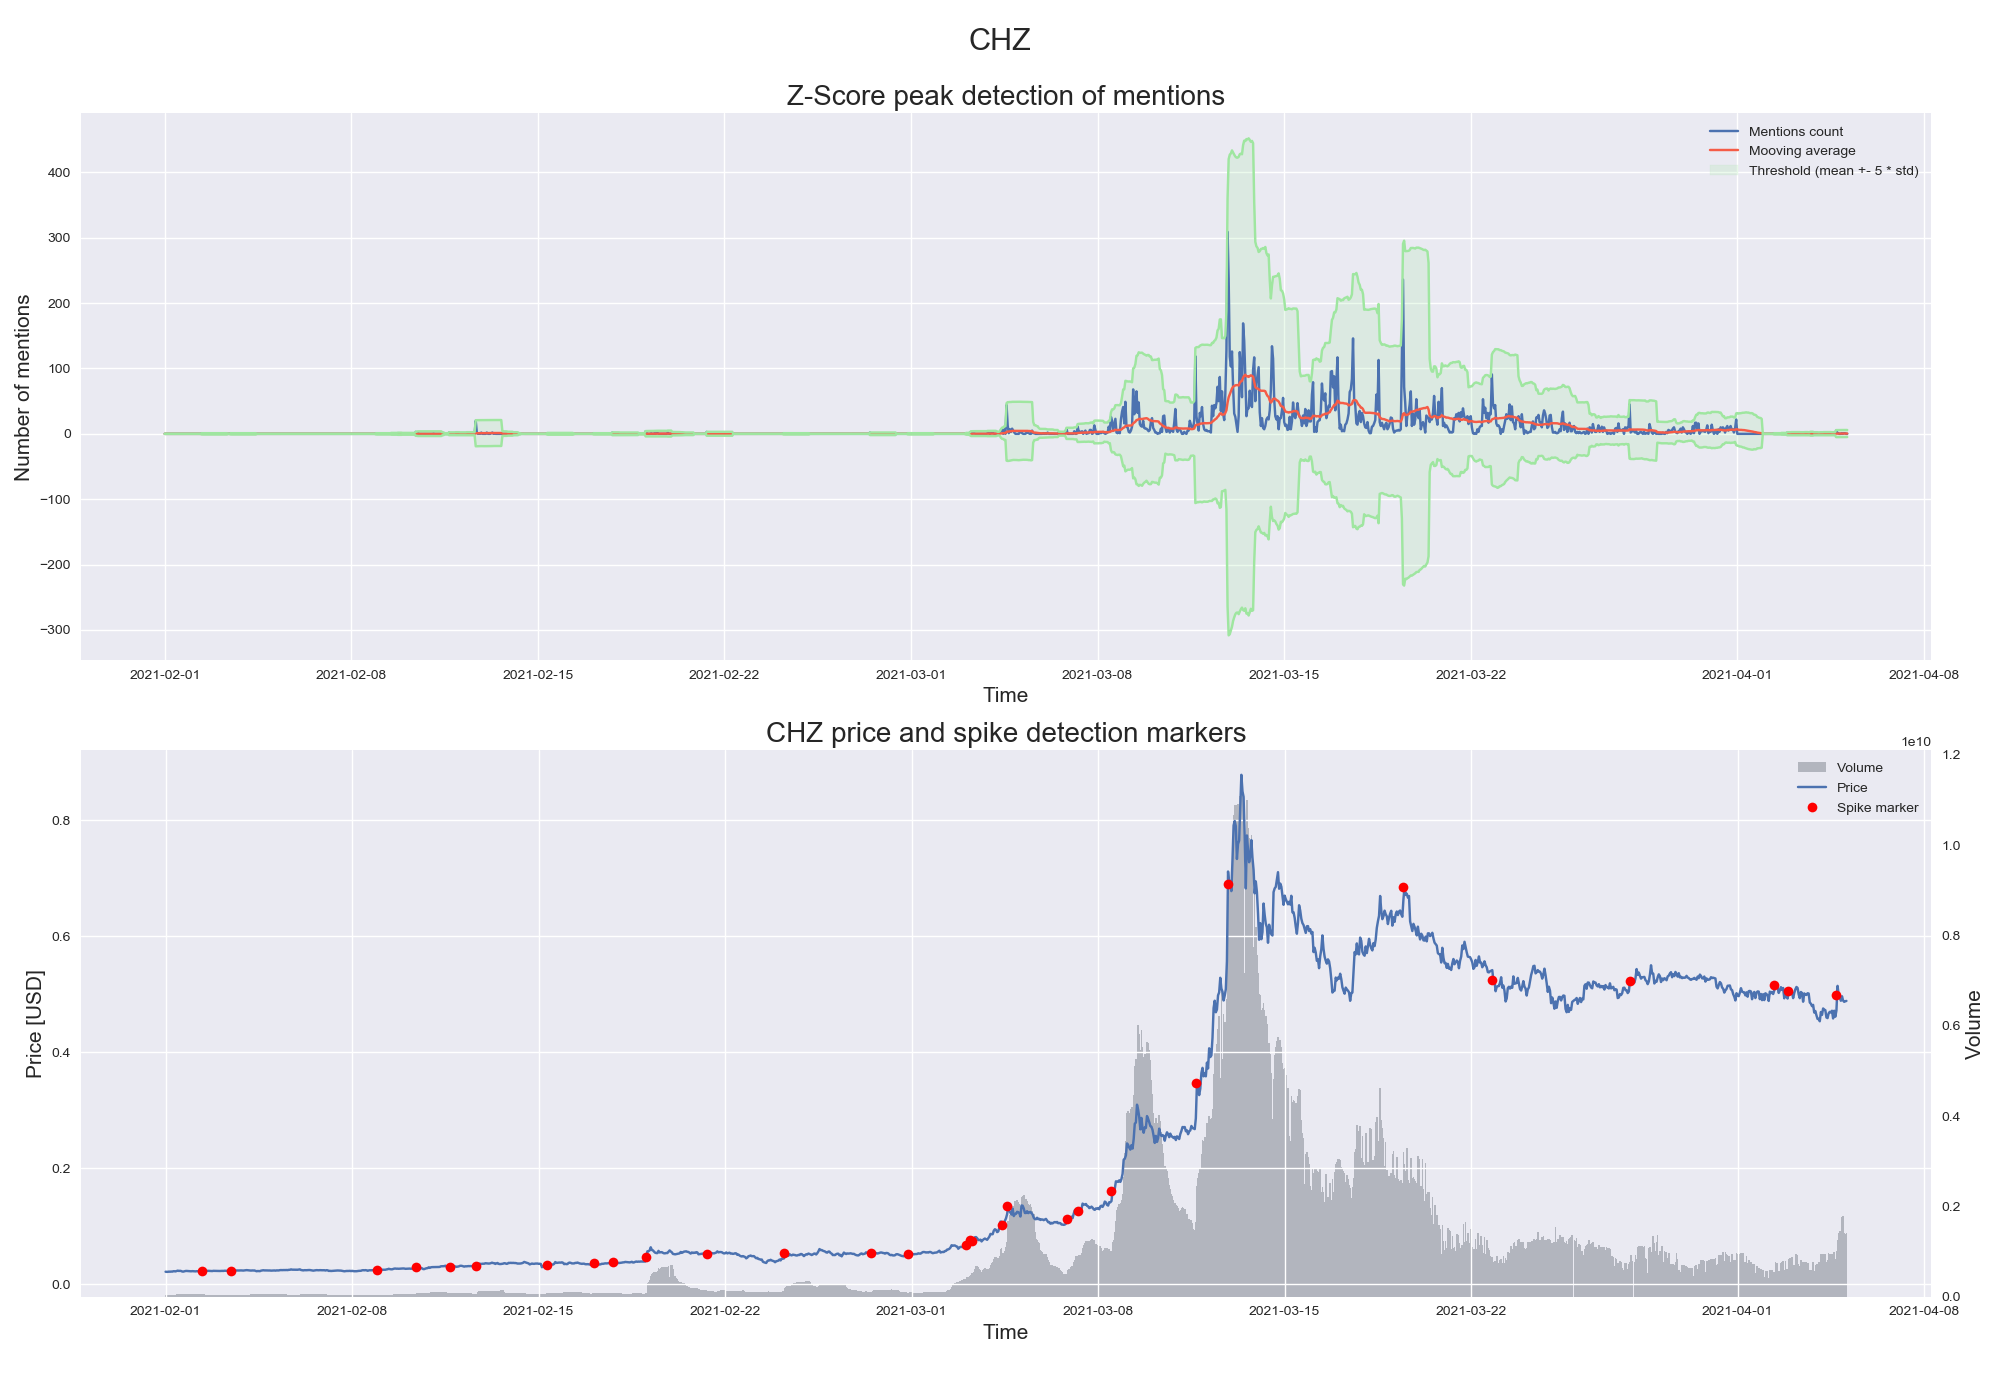 CHZ
Z-Score peak detection of mentions
Mentions count
Mooving average
Threshold (mean +- 5 * std)
Number of mentions
400
300
200
100
0
−100
−200
−300
2021-02-01 2021-02-08 2021-02-15 2021-02-22 2021-03-01 2021-03-08 2021-03-15 2021-03-22 2021-04-01 2021-04-08
Time
CHZ price and spike detection markers
1e10
Volume
Price
Spike marker
Price [USD]
0.8
0.6
0.4
0.2
0.0
1.2
1.0
0.8
0.6
0.4
0.2
0.0
Volume
2021-02-01 2021-02-08 2021-02-15 2021-02-22 2021-03-01 2021-03-08 2021-03-15 2021-03-22 2021-04-01 2021-04-08
Time